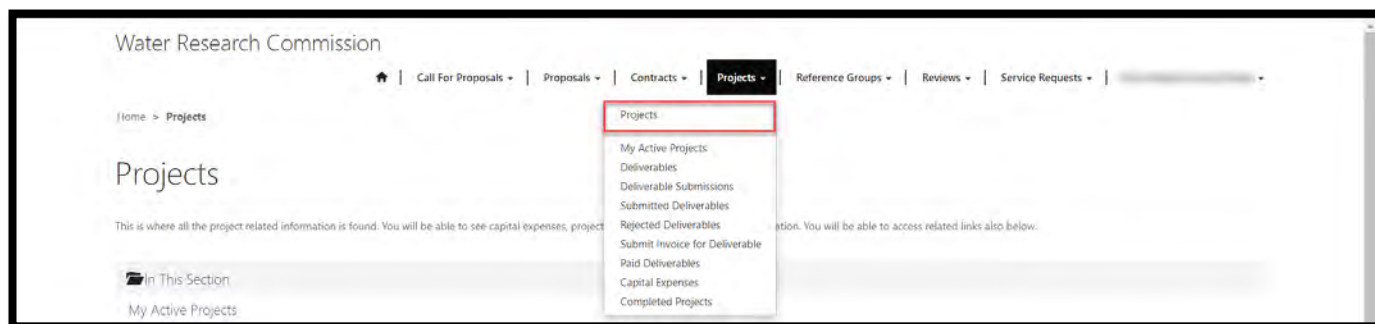 Water Research Commission
Call For Proposals | Proposals | Contracts | Projects | Reference Groups | Reviews | Service Requests |
Home > Projects
Projects
Projects
My Active Projects
Deliverables
Deliverable Submissions
Submitted Deliverables
Rejected Deliverables
Submit Invoice for Deliverable
Paid Deliverables
Capital Expenses
Completed Projects
This is where all the project related information is found. You will be able to see capital expenses, project ation. You will be able to access related links also below.
In This Section
My Active Projects